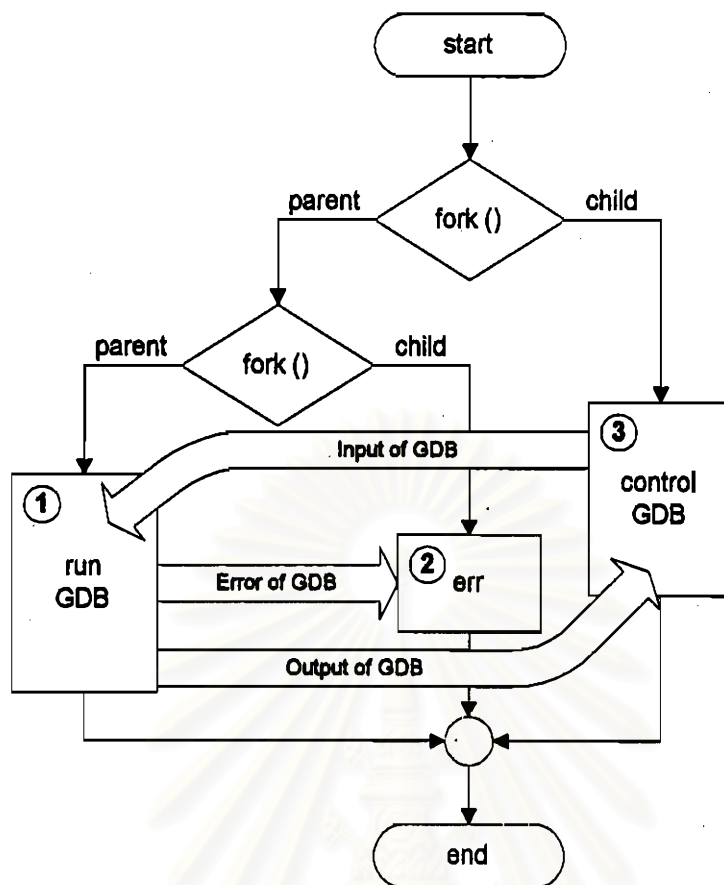 start
parent
fork ()
child
parent
fork ()
child
3
Input of GDB
control
GDB
1
run
GDB
Error of GDB
2
err
Output of GDB
end